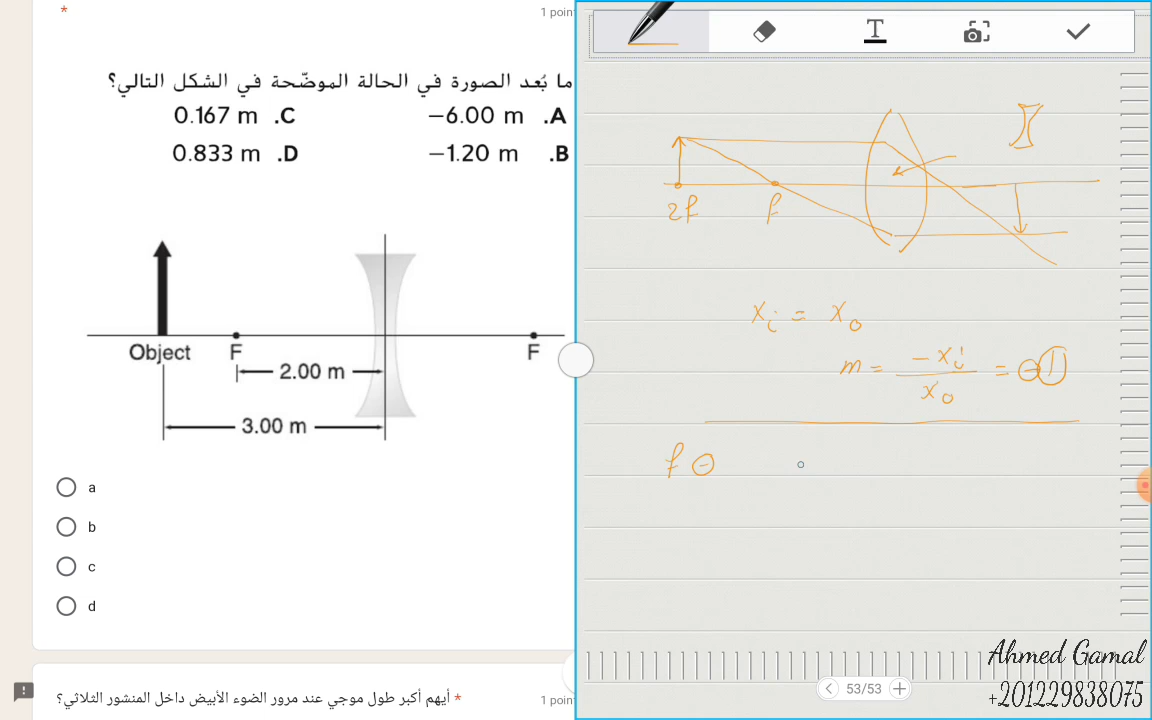 *
1 poin
ما بُعد الصورة في الحالة الموضّحة في الشكل التالي؟
−6.00 m .A
0.167 m .C
−1.20 m .B
0.833 m .D
Object
F
F
2.00 m
3.00 m
a
b
c
d
أيهم أكبر طول موجي عند مرور الضوء الأبيض داخل المنشور الثلاثي؟ *
1 poin
T
2f
f
xi = xo
m = -xi / xo = -1
f -
Ahmed Gamal
+201229838075
53/53